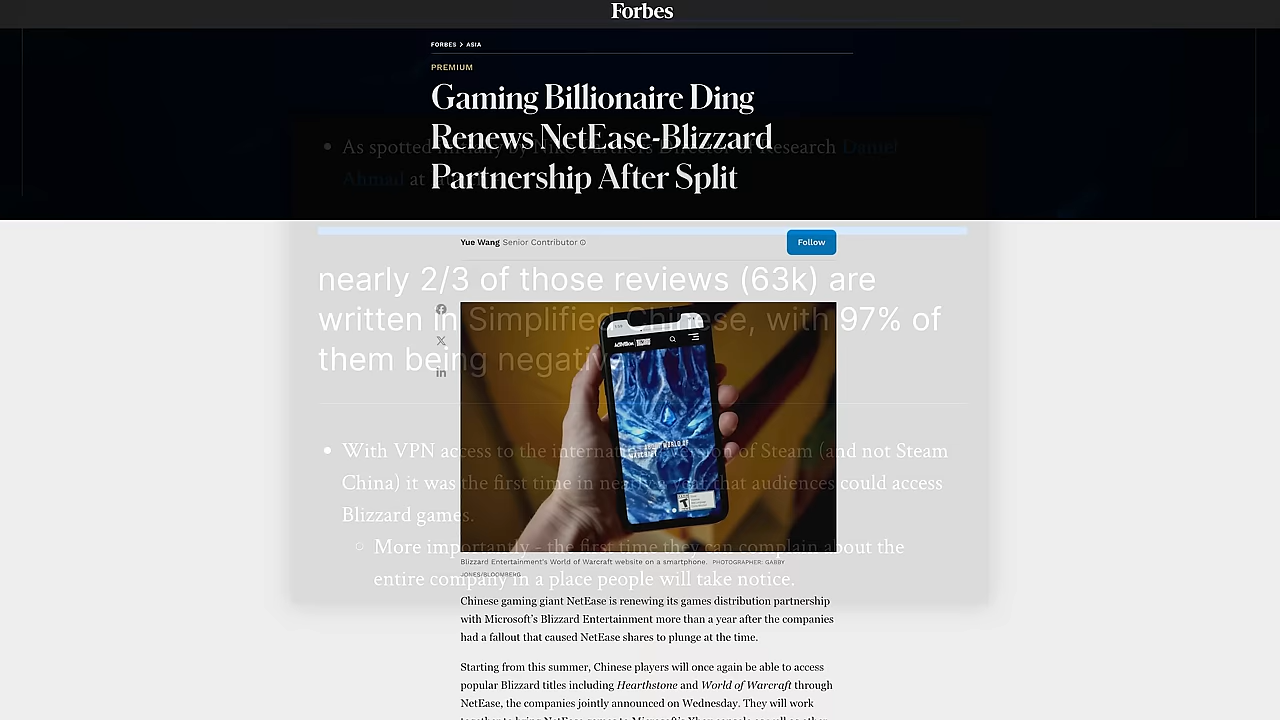 Forbes
FORBES > ASIA
PREMIUM
Gaming Billionaire Ding
Renews NetEase-Blizzard
Partnership After Split
• As spotted initially by Niko Partners Director of Research Daniel
Ahmad at
Yue Wang Senior Contributor
Follow
nearly 2/3 of those reviews (63k) are
written in Simplified Chinese, with 97% of
them being negative
• With VPN access to the international version of Steam (and not Steam
China) it was the first time in nearly a year that audiences could access
Blizzard games.
○ More importantly - the first time they can complain about the
entire company in a place people will take notice.
Blizzard Entertainment's World of Warcraft website on a smartphone. PHOTOGRAPHER: GABBY
JONES/BLOOMBERG
Chinese gaming giant NetEase is renewing its games distribution partnership
with Microsoft's Blizzard Entertainment more than a year after the companies
had a fallout that caused NetEase shares to plunge at the time.
Starting from this summer, Chinese players will once again be able to access
popular Blizzard titles including Hearthstone and World of Warcraft through
NetEase, the companies jointly announced on Wednesday. They will work